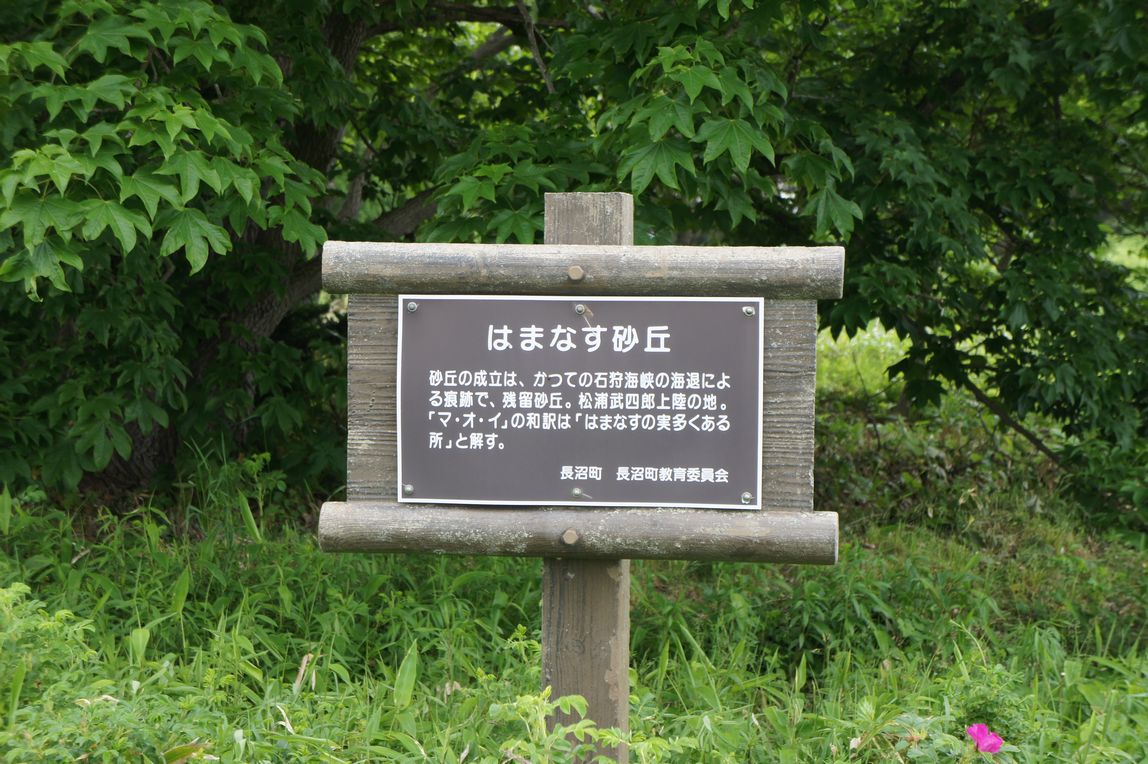 はまなす砂丘
砂丘の成立は、かつての石狩海峡の海退によ
る痕跡で、残留砂丘。松浦武四郎上陸の地。
「マ・オ・イ」の和訳は「はまなすの実多くある
所」と解す。
長沼町　長沼町教育委員会